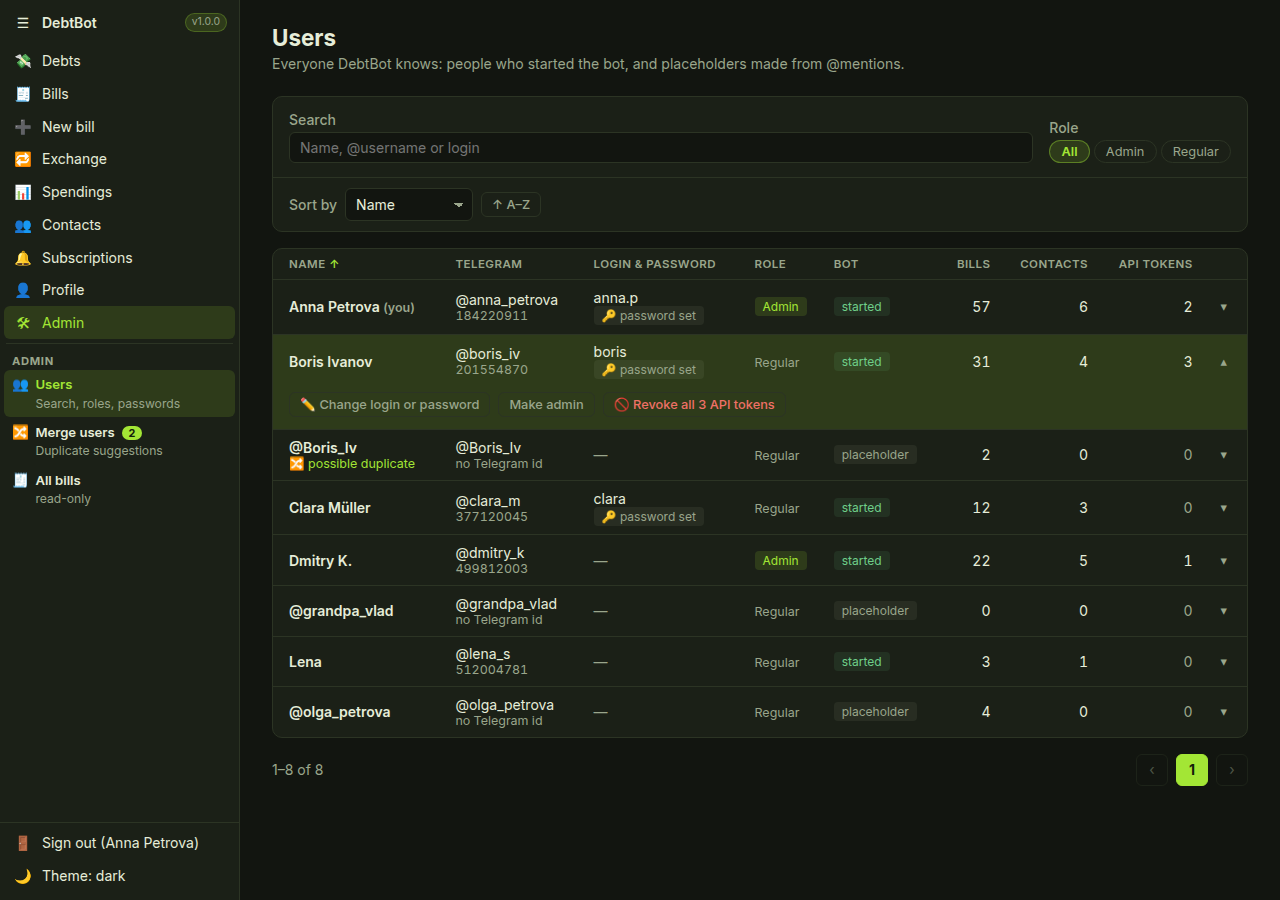 ☰ DebtBot v1.0.0
Debts
Bills
New bill
Exchange
Spendings
Contacts
Subscriptions
Profile
Admin
ADMIN
Users
Search, roles, passwords
Merge users 2
Duplicate suggestions
All bills
read-only
Sign out (Anna Petrova)
Theme: dark
Users
Everyone DebtBot knows: people who started the bot, and placeholders made from @mentions.
Search
Name, @username or login
Role
All Admin Regular
Sort by Name ↑ A–Z
NAME ↑ TELEGRAM LOGIN & PASSWORD ROLE BOT BILLS CONTACTS API TOKENS
Anna Petrova (you) @anna_petrova anna.p Admin started 57 6 2 ▾
184220911 🔑 password set
Boris Ivanov @boris_iv boris Regular started 31 4 3 ▴
201554870 🔑 password set
✏️ Change login or password Make admin 🚫 Revoke all 3 API tokens
@Boris_Iv @Boris_Iv — Regular placeholder 2 0 0 ▾
🔀 possible duplicate no Telegram id
Clara Müller @clara_m clara Regular started 12 3 0 ▾
377120045 🔑 password set
Dmitry K. @dmitry_k — Admin started 22 5 1 ▾
499812003
@grandpa_vlad @grandpa_vlad — Regular placeholder 0 0 0 ▾
no Telegram id
Lena @lena_s — Regular started 3 1 0 ▾
512004781
@olga_petrova @olga_petrova — Regular placeholder 4 0 0 ▾
no Telegram id
1–8 of 8 ‹ 1 ›